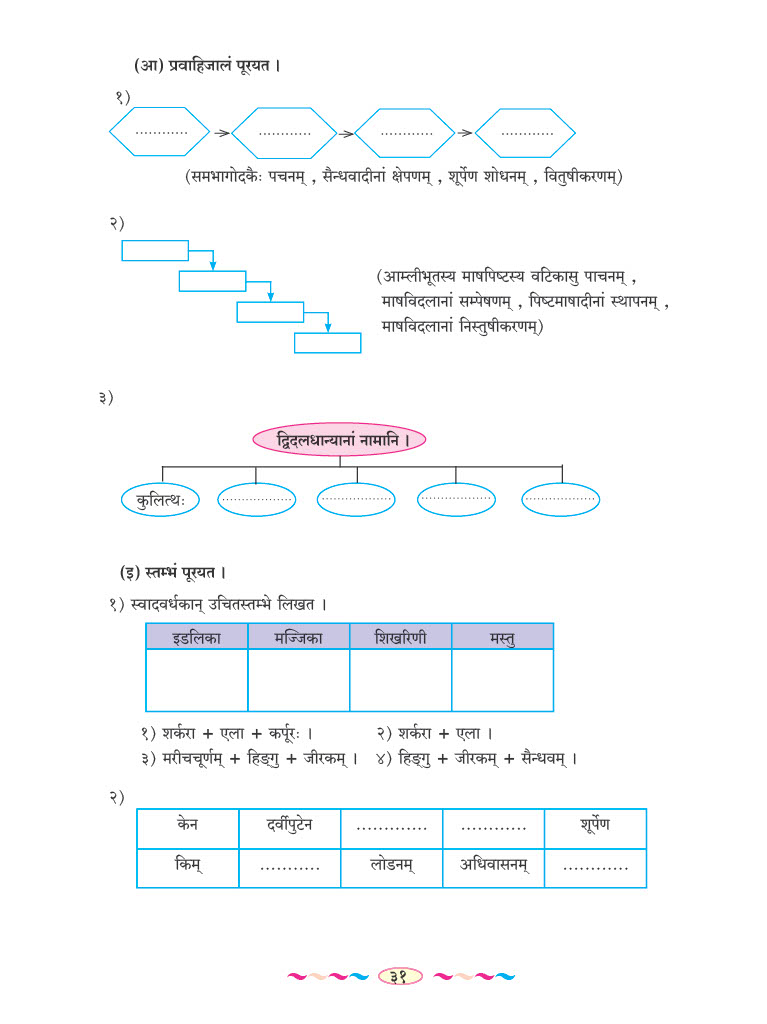 (आ) प्रवाहिजालं पूरयत ।
१)
............ ............ ............ ............
(समभागोदकैः पचनम् , सैन्धवादीनां क्षेपणम् , शूर्पेण शोधनम् , वितुषीकरणम्)
२)
(आम्लीभूतस्य माषपिष्टस्य वटिकासु पाचनम् ,
माषविदलानां सम्पेषणम् , पिष्टमाषादीनां स्थापनम् ,
माषविदलानां निस्तुषीकरणम्)
३)
द्विदलधान्यानां नामानि ।
कुलित्थः .................. .................. .................. ..................
(इ) स्तम्भं पूरयत ।
१) स्वादवर्धकान् उचितस्तम्भे लिखत ।
इडलिका मज्जिका शिखरिणी मस्तु
१) शर्करा + एला + कर्पूरः । २) शर्करा + एला ।
३) मरीचचूर्णम् + हिङ्गु + जीरकम् । ४) हिङ्गु + जीरकम् + सैन्धवम् ।
२)
केन दर्वीपुटेन ............. ............ शूर्पेण
किम् ........... लोडनम् अधिवासनम् ............
३१